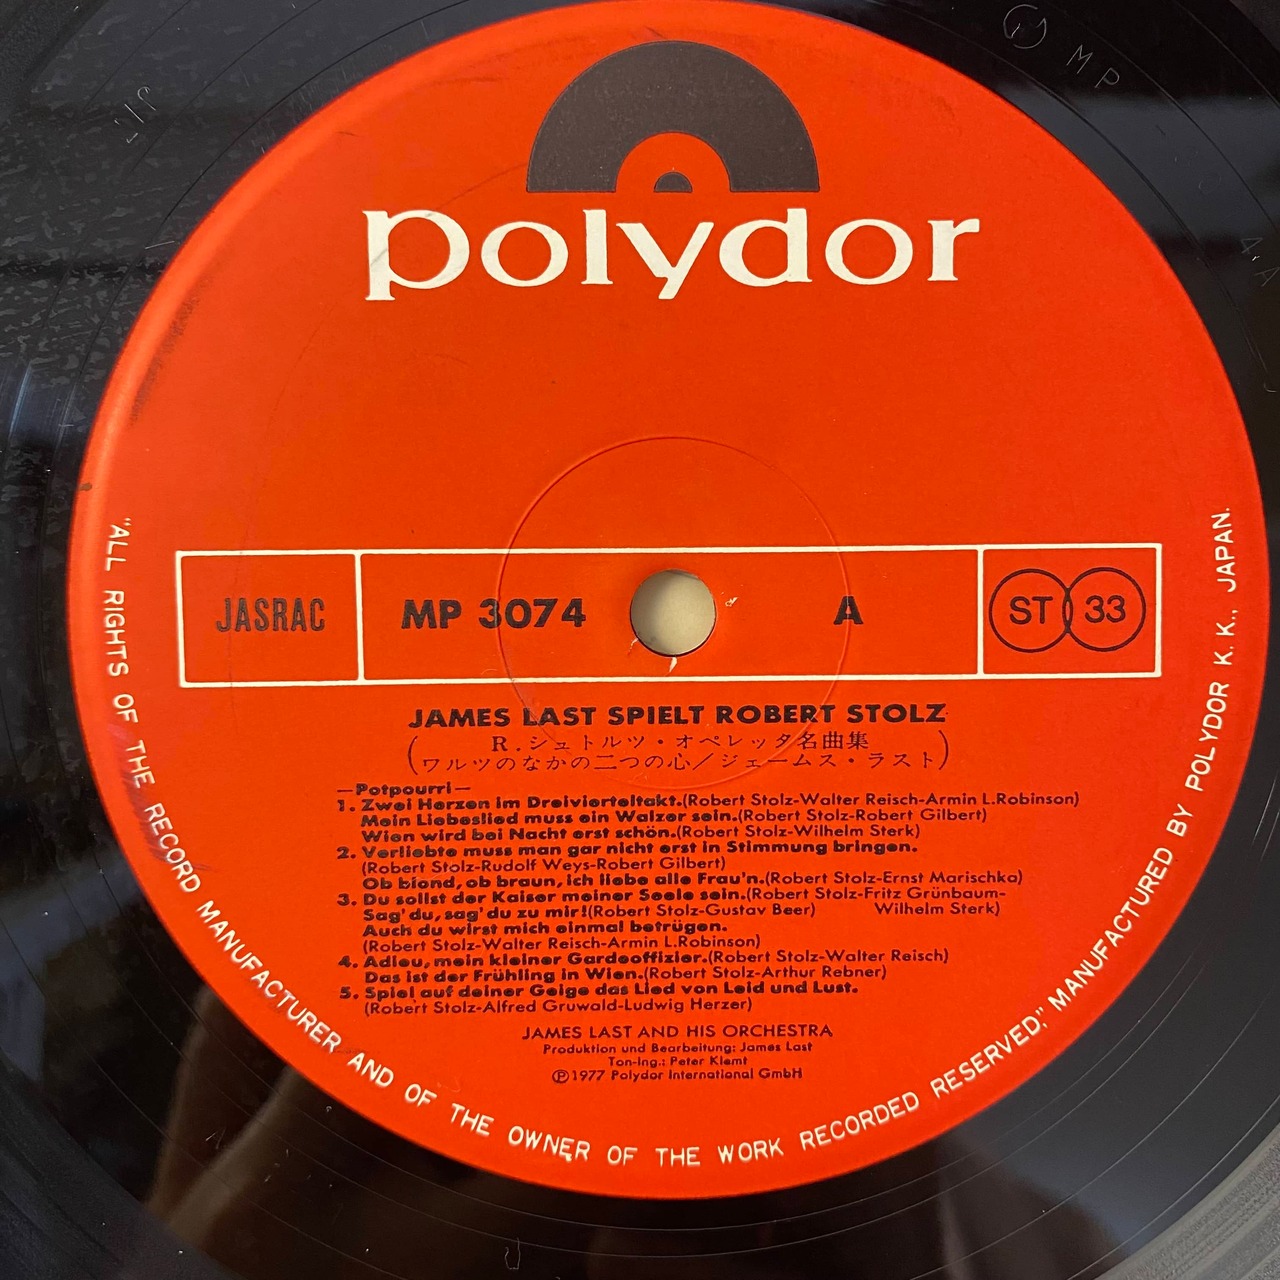 MP
polydor
JASRAC
MP 3074
A
ST 33
JAMES LAST SPIELT ROBERT STOLZ
(R.シュトルツ・オペレッタ名曲集
ワルツのなかの二つの心/ジェームス・ラスト)
—Potpourri—
1. Zwei Herzen im Dreivierteltakt.(Robert Stolz-Walter Reisch-Armin L.Robinson)
Mein Liebeslied muss ein Walzer sein.(Robert Stolz-Robert Gilbert)
Wien wird bei Nacht erst schön.(Robert Stolz-Wilhelm Sterk)
2. Verliebte muss man gar nicht erst in Stimmung bringen.
(Robert Stolz-Rudolf Weys-Robert Gilbert)
Ob blond, ob braun, ich liebe alle Frau'n.(Robert Stolz-Ernst Marischka)
3. Du sollst der Kaiser meiner Seele sein.(Robert Stolz-Fritz Grünbaum-
Sag' du, sag' du zu mir!(Robert Stolz-Gustav Beer) Wilhelm Sterk)
Auch du wirst mich einmal betrügen.
(Robert Stolz-Walter Reisch-Armin L.Robinson)
4. Adieu, mein kleiner Gardeoffizier.(Robert Stolz-Walter Reisch)
Das ist der Frühling in Wien.(Robert Stolz-Arthur Rebner)
5. Spiel auf deiner Geige das Lied von Leid und Lust.
(Robert Stolz-Alfred Gruwald-Ludwig Herzer)
JAMES LAST AND HIS ORCHESTRA
Produktion und Bearbeitung: James Last
Ton-Ing.: Peter Klemt
Ⓟ1977 Polydor International GmbH
"ALL RIGHTS OF THE RECORD MANUFACTURER AND OF THE OWNER OF THE WORK RECORDED RESERVED," MANUFACTURED BY POLYDOR K. K., JAPAN.